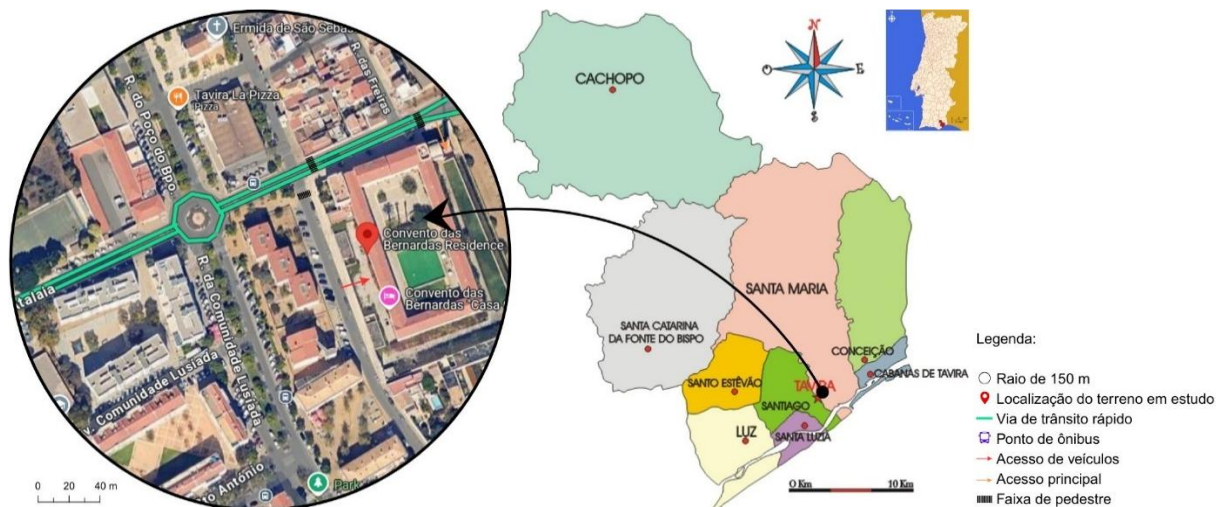 Ermida de São Sebas
R. das Freiras
R. do Poço do Bpo.
Tavira La Pizza
Pizza
Convento das
Bernardas Residence
Convento das
Bernardas "Casa
talaia
R. da Comunidade Lusíada
v. Comunidade Lusíada
to António
Park
0 20 40 m
N
O E
S
CACHOPO
SANTA MARIA
SANTA CATARINA
DA FONTE DO BISPO
CONCEIÇÃO
CABANAS DE TAVIRA
SANTO ESTÊVÃO
TAVIRA
SANTIAGO
LUZ
SANTA LUZIA
0 Km 10 Km
Legenda:
Raio de 150 m
Localização do terreno em estudo
Via de trânsito rápido
Ponto de ônibus
Acesso de veículos
Acesso principal
Faixa de pedestre